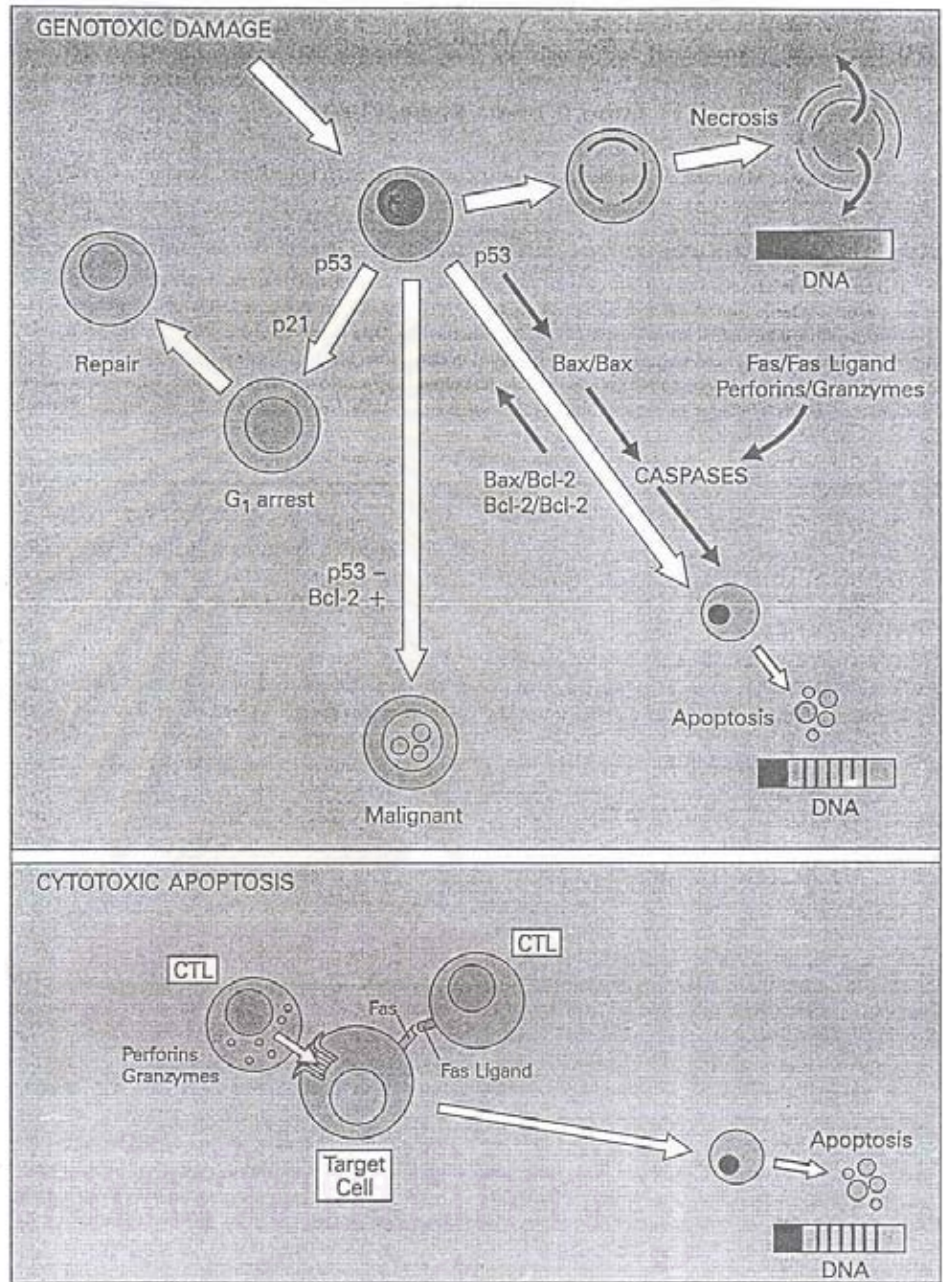 GENOTOXIC DAMAGE
Necrosis
DNA
p53
p21
p53
Repair
Bax/Bax
Fas/Fas Ligand
Perforins/Granzymes
G₁ arrest
Bax/Bcl-2
Bcl-2/Bcl-2
CASPASES
p53 –
Bcl-2 +
Malignant
Apoptosis
DNA
CYTOTOXIC APOPTOSIS
CTL
CTL
Fas
Perforins
Granzymes
Fas Ligand
Target
Cell
Apoptosis
DNA